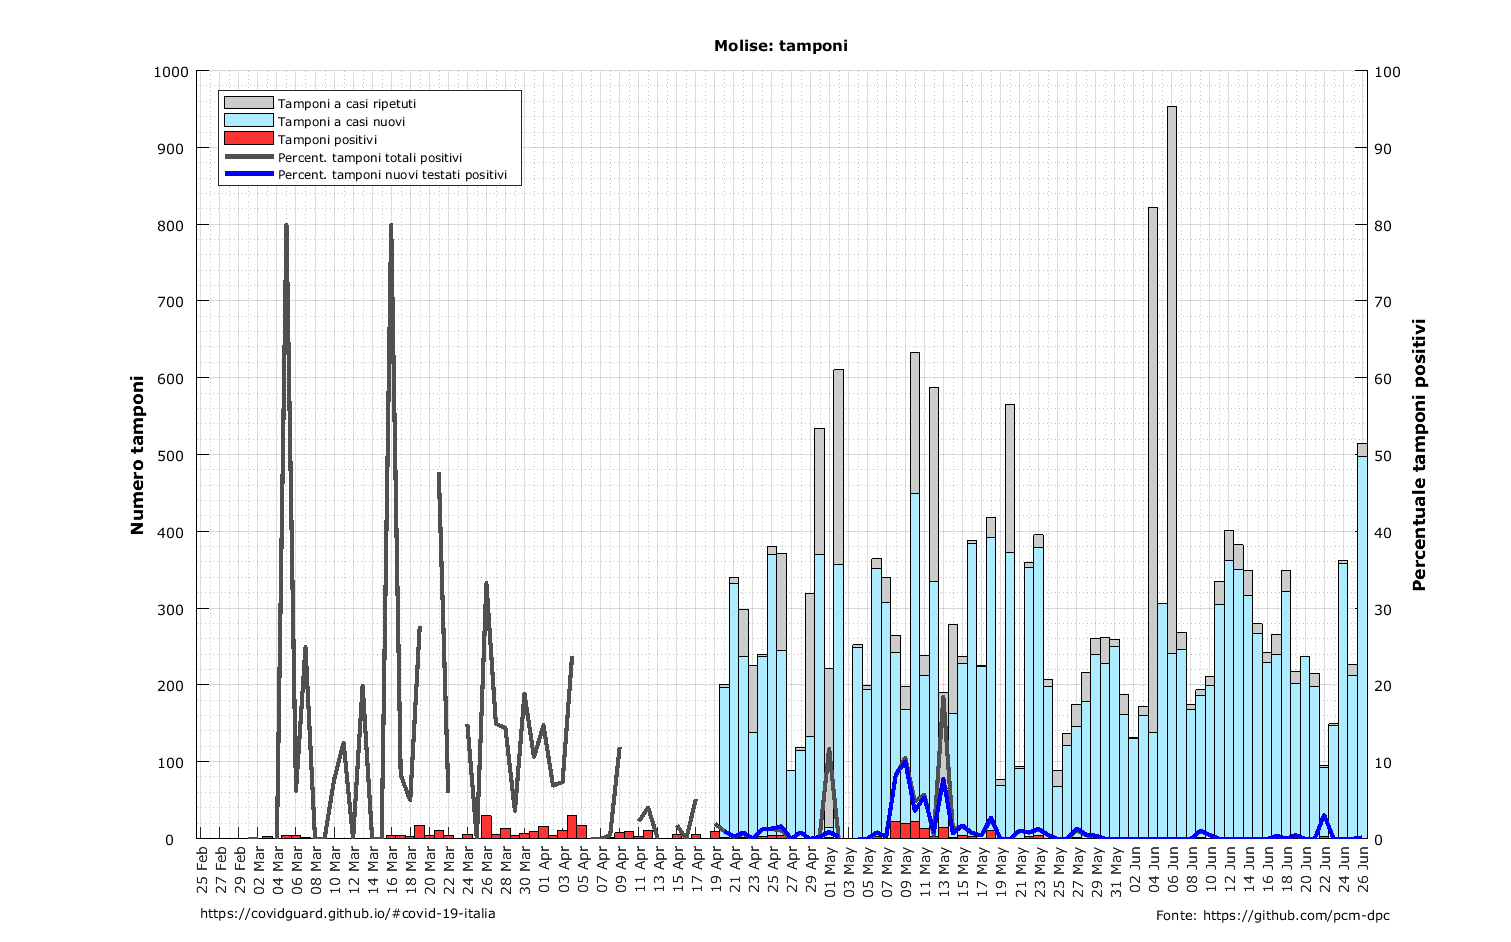 Molise: tamponi
1000
900
800
700
600
500
400
300
200
100
0
Numero tamponi
Tamponi a casi ripetuti
Tamponi a casi nuovi
Tamponi positivi
Percent. tamponi totali positivi
Percent. tamponi nuovi testati positivi
100
90
80
70
60
50
40
30
20
10
0
Percentuale tamponi positivi
25 Feb
27 Feb
29 Feb
02 Mar
04 Mar
06 Mar
08 Mar
10 Mar
12 Mar
14 Mar
16 Mar
18 Mar
20 Mar
22 Mar
24 Mar
26 Mar
28 Mar
30 Mar
01 Apr
03 Apr
05 Apr
07 Apr
09 Apr
11 Apr
13 Apr
15 Apr
17 Apr
19 Apr
21 Apr
23 Apr
25 Apr
27 Apr
29 Apr
01 May
03 May
05 May
07 May
09 May
11 May
13 May
15 May
17 May
19 May
21 May
23 May
25 May
27 May
29 May
31 May
02 Jun
04 Jun
06 Jun
08 Jun
10 Jun
12 Jun
14 Jun
16 Jun
18 Jun
20 Jun
22 Jun
24 Jun
26 Jun
https://covidguard.github.io/#covid-19-italia
Fonte: https://github.com/pcm-dpc